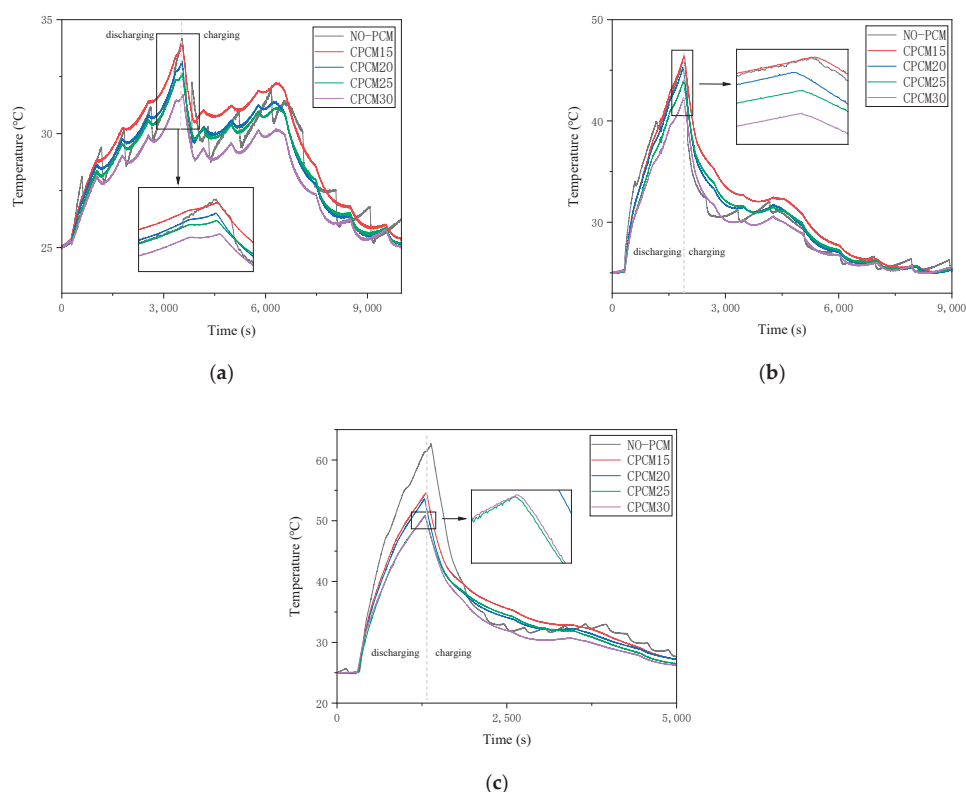 35
30
25
Temperature (℃)
0
3,000
6,000
9,000
Time (s)
discharging
charging
NO-PCM
CPCM15
CPCM20
CPCM25
CPCM30
(a)
50
40
30
20
Temperature (℃)
0
3,000
6,000
9,000
Time (s)
discharging
charging
NO-PCM
CPCM15
CPCM20
CPCM25
CPCM30
(b)
60
50
40
30
20
Temperature (℃)
0
2,500
5,000
Time (s)
discharging
charging
NO-PCM
CPCM15
CPCM20
CPCM25
CPCM30
(c)